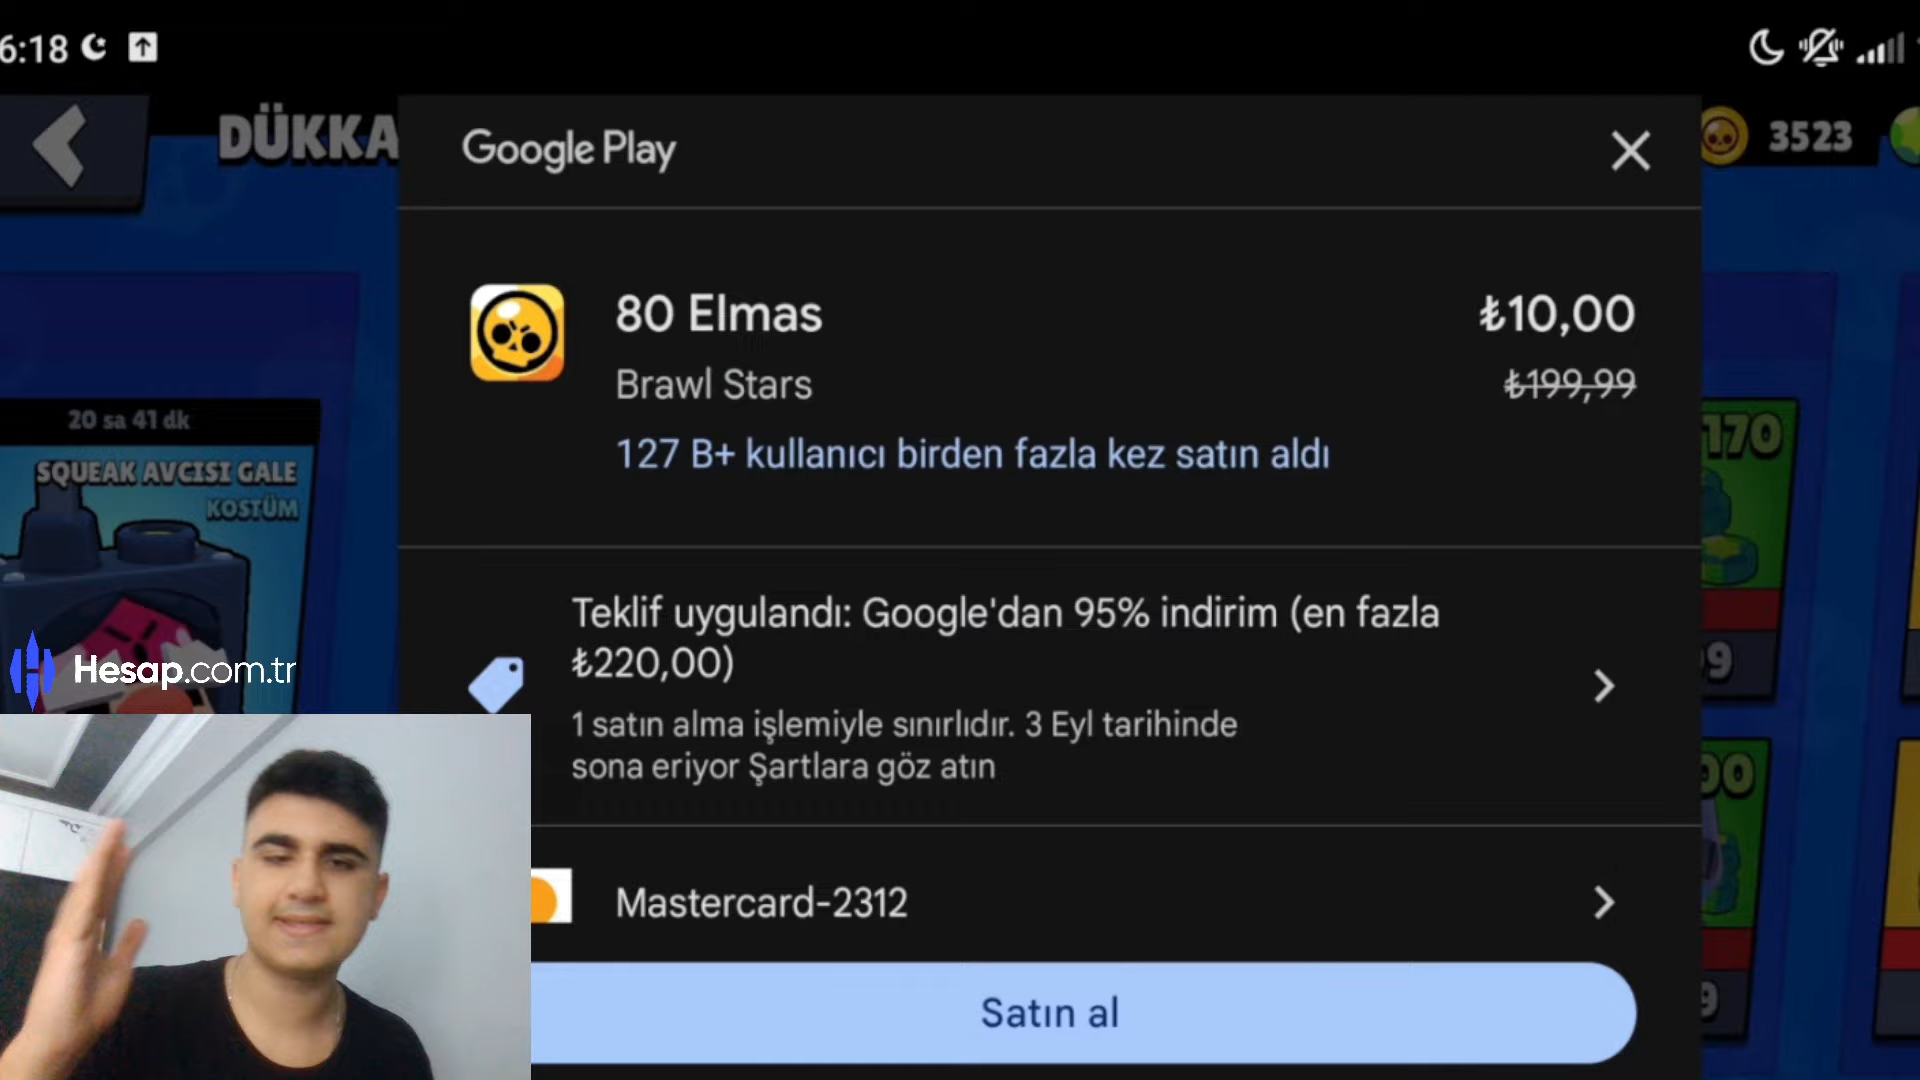 6:18
DÜKKA
Google Play
3523
80 Elmas
₺10,00
Brawl Stars
₺199,99
127 B+ kullanıcı birden fazla kez satın aldı
20 sa 41 dk
SQUEAK AVCISI GALE
KOSTÜM
170
Teklif uygulandı: Google'dan 95% indirim (en fazla
₺220,00)
1 satın alma işlemiyle sınırlıdır. 3 Eyl tarihinde
sona eriyor Şartlara göz atın
Hesap.com.tr
Mastercard-2312
Satın al